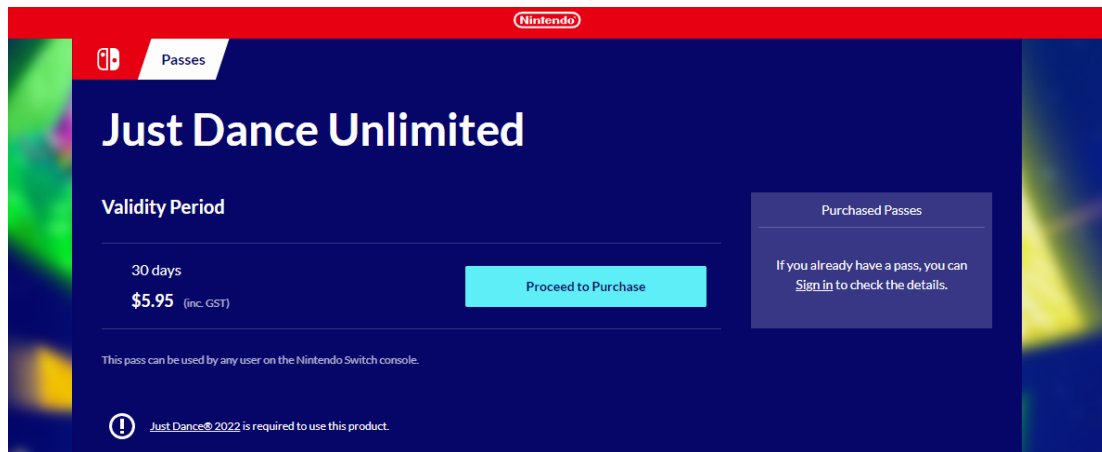 Nintendo
Passes
Just Dance Unlimited
Validity Period
30 days
$5.95 (inc. GST)
Proceed to Purchase
Purchased Passes
If you already have a pass, you can
Sign in to check the details.
This pass can be used by any user on the Nintendo Switch console.
Just Dance® 2022 is required to use this product.